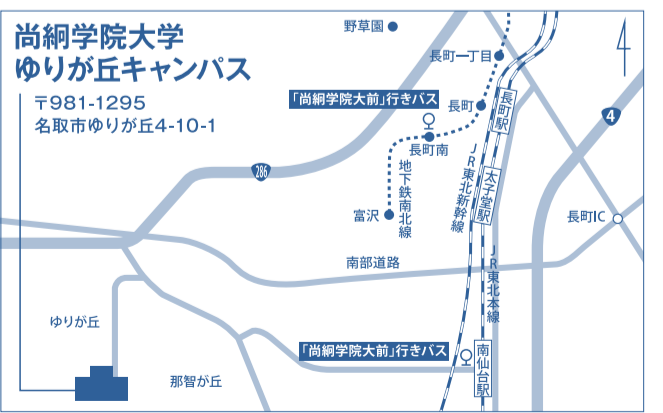 尚絅学院大学
ゆりが丘キャンパス
〒981-1295
名取市ゆりが丘4-10-1
野草園
長町一丁目
「尚絅学院大前」行きバス
長町
長町駅
長町南
4
286
地下鉄南北線
JR東北新幹線
太子堂駅
富沢
長町IC
南部道路
JR東北本線
ゆりが丘
「尚絅学院大前」行きバス
南仙台駅
那智が丘